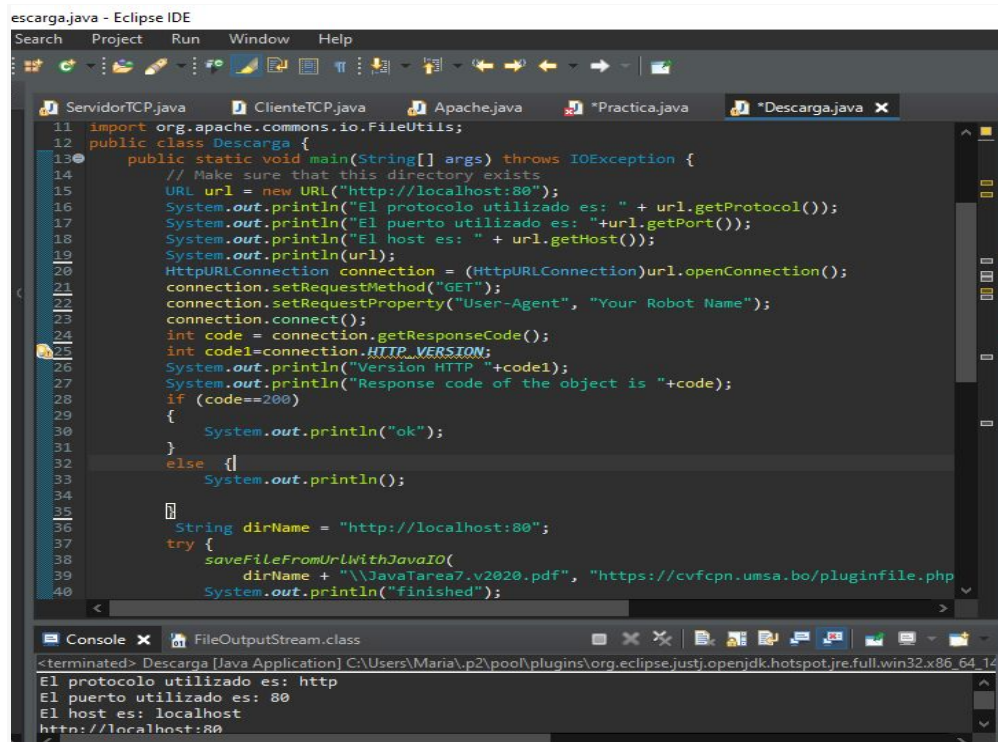 escarga.java - Eclipse IDE
Search Project Run Window Help
ServidorTCP.java ClienteTCP.java Apache.java *Practica.java *Descarga.java
11 import org.apache.commons.io.FileUtils;
12 public class Descarga {
13 public static void main(String[] args) throws IOException {
14 // Make sure that this directory exists
15 URL url = new URL("http://localhost:80");
16 System.out.println("El protocolo utilizado es: " + url.getProtocol());
17 System.out.println("El puerto utilizado es: "+url.getPort());
18 System.out.println("El host es: " + url.getHost());
19 System.out.println(url);
20 HttpURLConnection connection = (HttpURLConnection)url.openConnection();
21 connection.setRequestMethod("GET");
22 connection.setRequestProperty("User-Agent", "Your Robot Name");
23 connection.connect();
24 int code = connection.getResponseCode();
25 int code1=connection.HTTP_VERSION;
26 System.out.println("Version HTTP "+code1);
27 System.out.println("Response code of the object is "+code);
28 if (code==200)
29 {
30 System.out.println("ok");
31 }
32 else {
33 System.out.println();
34
35 }
36 String dirName = "http://localhost:80";
37 try {
38 saveFileFromUrlWithJavaIO(
39 dirName + "\\JavaTarea7.v2020.pdf", "https://cvfcpn.umsa.bo/pluginfile.php
40 System.out.println("finished");
Console FileOutputStream.class
<terminated> Descarga [Java Application] C:\Users\Maria\.p2\pool\plugins\org.eclipse.justj.openjdk.hotspot.jre.full.win32.x86_64_14
El protocolo utilizado es: http
El puerto utilizado es: 80
El host es: localhost
http://localhost:80